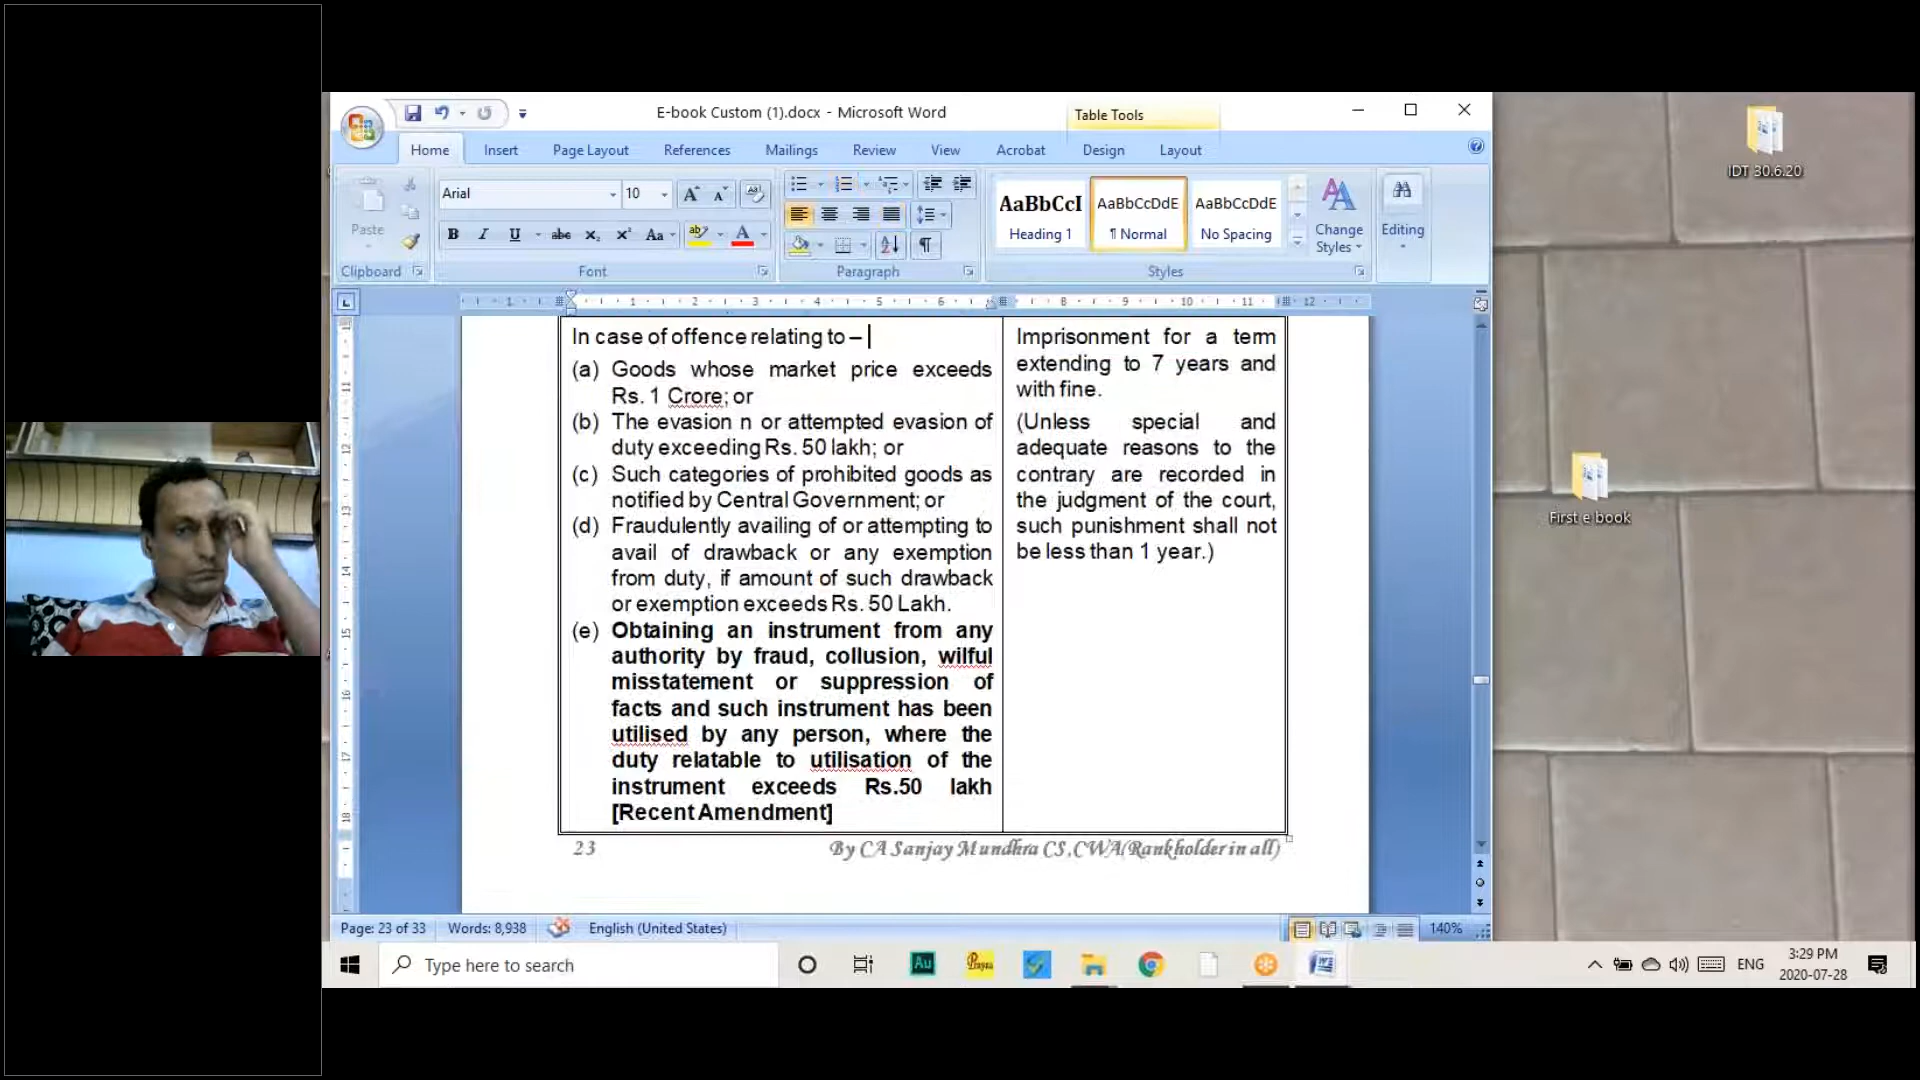 E-book Custom (1).docx - Microsoft Word
Table Tools
Home
Insert
Page Layout
References
Mailings
Review
View
Acrobat
Design
Layout
Paste
Clipboard
Arial
10
Font
Paragraph
AaBbCcI
Heading 1
AaBbCcDdE
¶ Normal
AaBbCcDdE
No Spacing
Change
Styles
Styles
Editing
In case of offence relating to –
(a) Goods whose market price exceeds
Rs. 1 Crore; or
(b) The evasion n or attempted evasion of
duty exceeding Rs. 50 lakh; or
(c) Such categories of prohibited goods as
notified by Central Government; or
(d) Fraudulently availing of or attempting to
avail of drawback or any exemption
from duty, if amount of such drawback
or exemption exceeds Rs. 50 Lakh.
(e) Obtaining an instrument from any
authority by fraud, collusion, wilful
misstatement or suppression of
facts and such instrument has been
utilised by any person, where the
duty relatable to utilisation of the
instrument exceeds Rs.50 lakh
[Recent Amendment]
Imprisonment for a term
extending to 7 years and
with fine.
(Unless special and
adequate reasons to the
contrary are recorded in
the judgment of the court,
such punishment shall not
be less than 1 year.)
23
By CA Sanjay Mundhra CS,CWA(Rankholder in all)
Page: 23 of 33
Words: 8,938
English (United States)
140%
Type here to search
Au
ENG
3:29 PM
2020-07-28
IDT 30.6.20
First e book